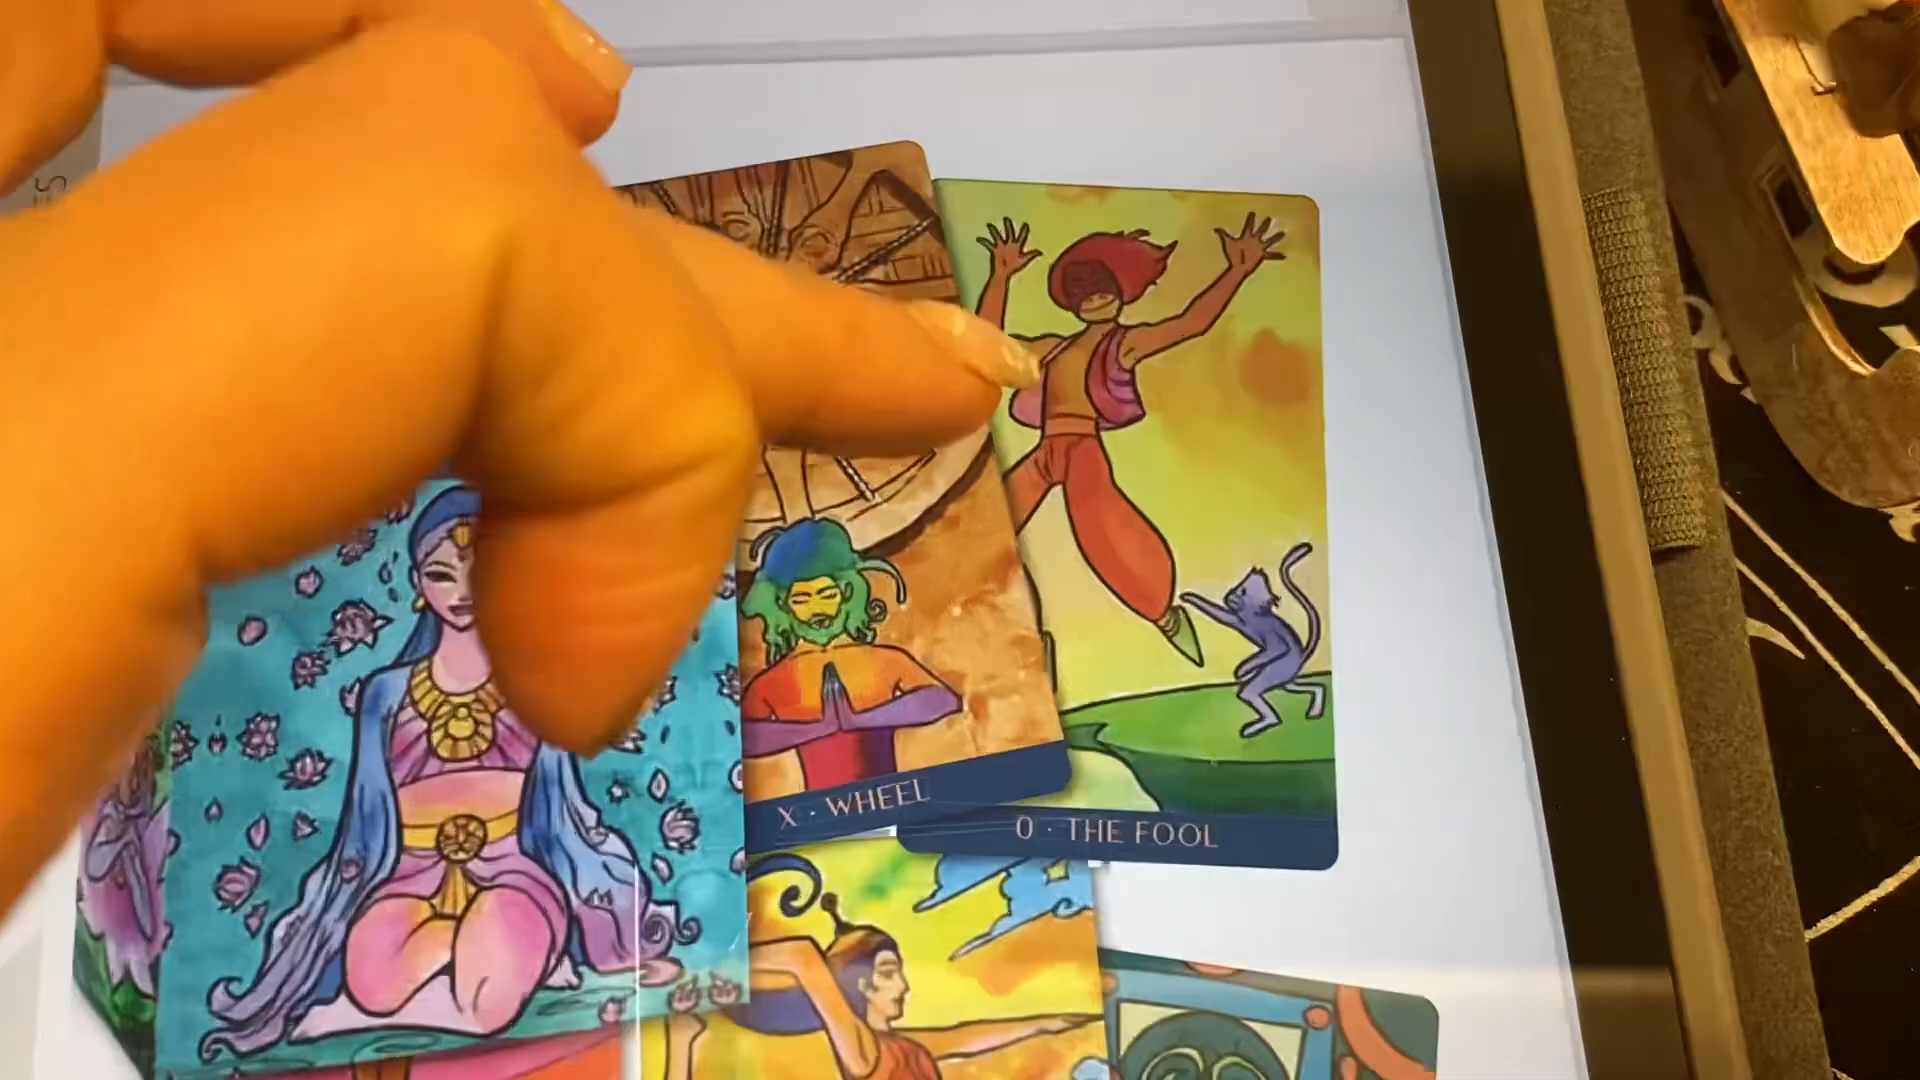 X · WHEEL
0 · THE FOOL